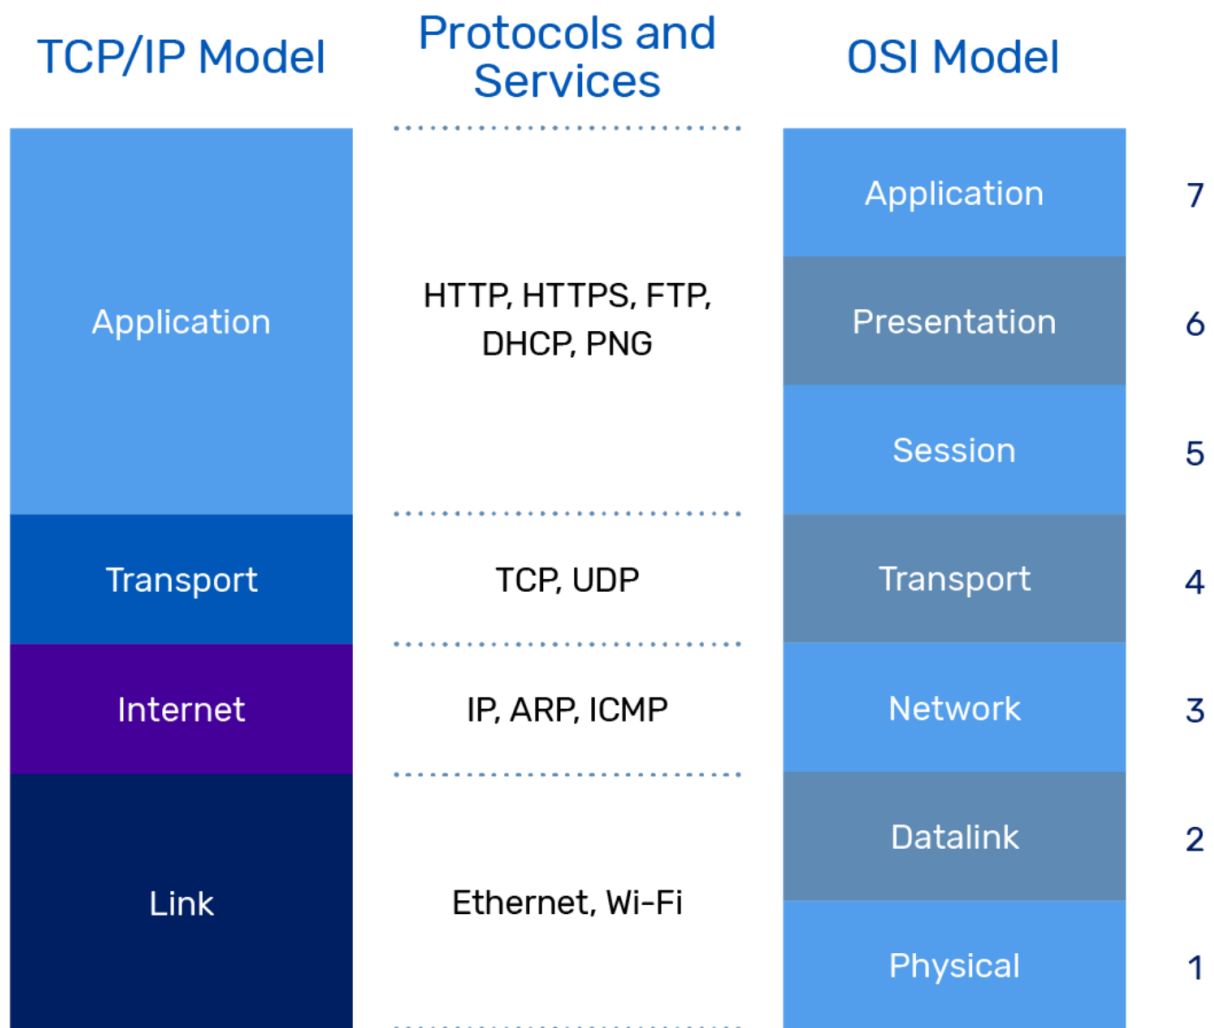 TCP/IP Model
Protocols and
Services
OSI Model
Application
HTTP, HTTPS, FTP,
DHCP, PNG
Application 7
Presentation 6
Session 5
Transport
TCP, UDP
Transport 4
Internet
IP, ARP, ICMP
Network 3
Link
Ethernet, Wi-Fi
Datalink 2
Physical 1